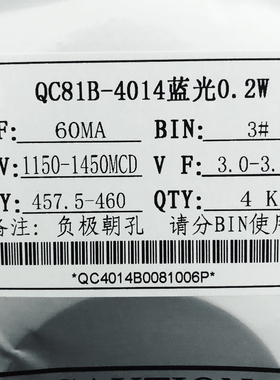 QC81B-4014蓝光0.2W
F: 60MA BIN: 3#
V: 1150-1450MCD V F: 3.0-3.
Y: 457.5-460 QTY: 4 K
备注: 负极朝孔 请分BIN使用
*QC4014B0081006P*